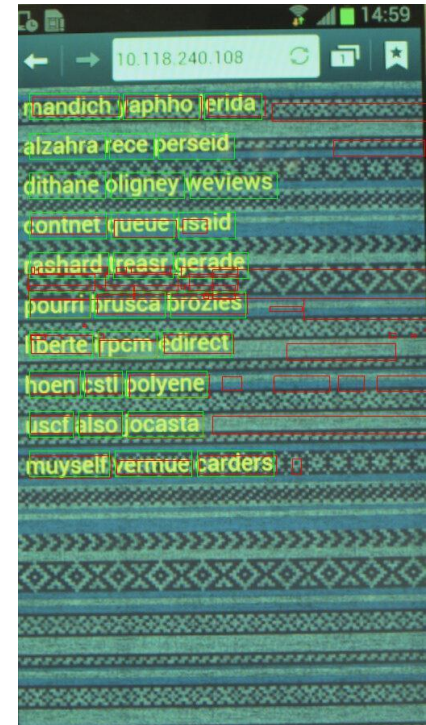 14:59
10.118.240.108
1
mandich yaphho jerida
alzahra rece perseid
dithane oligney weviews
contnet queue usaid
rashard treasr gerade
pourri brusca brozies
liberte irpcm edirect
hoen cstl polyene
uscf also jocasta
muyself vermue carders